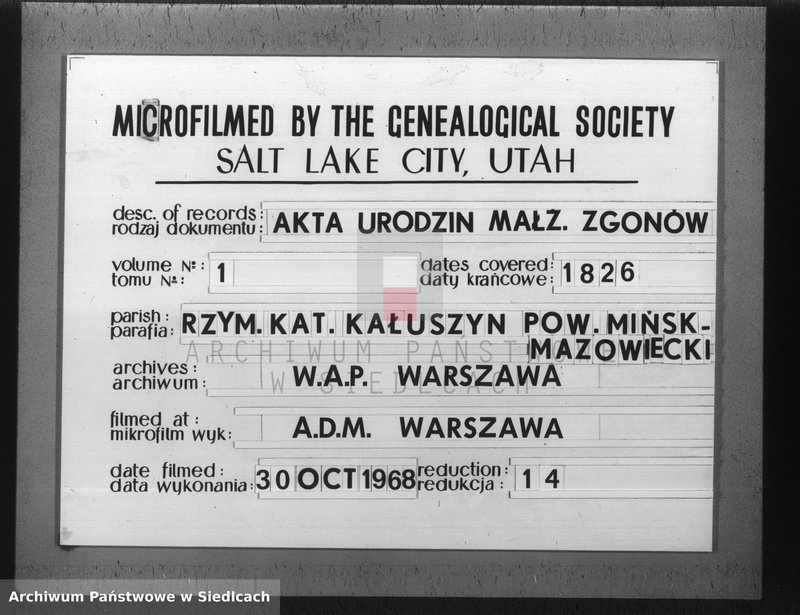 MICROFILMED BY THE GENEALOGICAL SOCIETY
SALT LAKE CITY, UTAH
desc. of records: AKTA URODZIN MAŁŻ. ZGONÓW
rodzaj dokumentu:
volume №: 1 dates covered: 1826
tomu №: daty krańcowe:
parish: RZYM. KAT. KAŁUSZYN POW. MIŃSK-
parafia: MAZOWIECKI
ARCHIWUM PAŃSTWOWE
W SIEDLCACH
archives: W.A.P. WARSZAWA
archiwum:
filmed at: A.D.M. WARSZAWA
mikrofilm wyk:
date filmed: 30 OCT 1968 reduction: 14
data wykonania: redukcja:
Archiwum Państwowe w Siedlcach